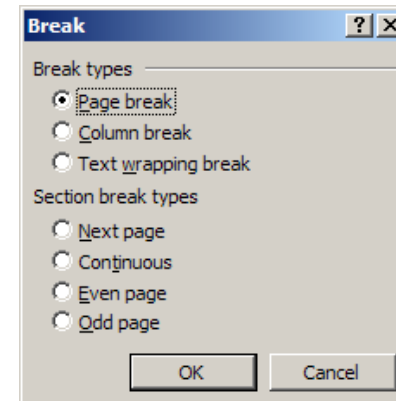 Break
Break types
Page break
Column break
Text wrapping break
Section break types
Next page
Continuous
Even page
Odd page
OK Cancel